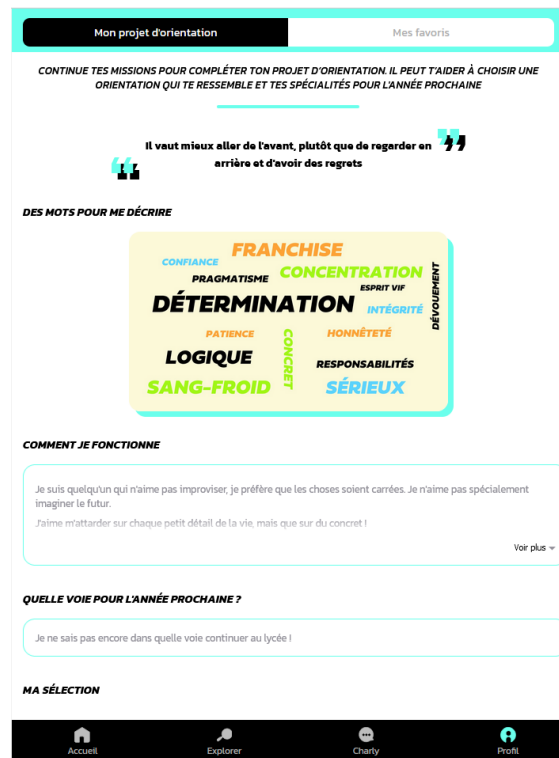 Mon projet d'orientation
Mes favoris
CONTINUE TES MISSIONS POUR COMPLÉTER TON PROJET D'ORIENTATION. IL PEUT T'AIDER À CHOISIR UNE
ORIENTATION QUI TE RESSEMBLE ET TES SPÉCIALITÉS POUR L'ANNÉE PROCHAINE
Il vaut mieux aller de l'avant, plutôt que de regarder en
arrière et d'avoir des regrets
DES MOTS POUR ME DÉCRIRE
FRANCHISE
CONFIANCE
CONCENTRATION
PRAGMATISME
ESPRIT VIF
DÉTERMINATION
INTÉGRITÉ
DÉVOUEMENT
PATIENCE
CONCRET
HONNÊTETÉ
LOGIQUE
RESPONSABILITÉS
SANG-FROID
SÉRIEUX
COMMENT JE FONCTIONNE
Je suis quelqu'un qui n'aime pas improviser, je préfère que les choses soient carrées. Je n'aime pas spécialement
imaginer le futur.
J'aime m'attarder sur chaque petit détail de la vie, mais que sur du concret !
Voir plus
QUELLE VOIE POUR L'ANNÉE PROCHAINE ?
Je ne sais pas encore dans quelle voie continuer au lycée !
MA SÉLECTION
Accueil
Explorer
Charly
Profil